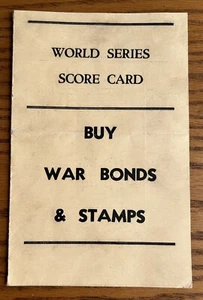 WORLD SERIES
SCORE CARD
BUY
WAR BONDS
& STAMPS